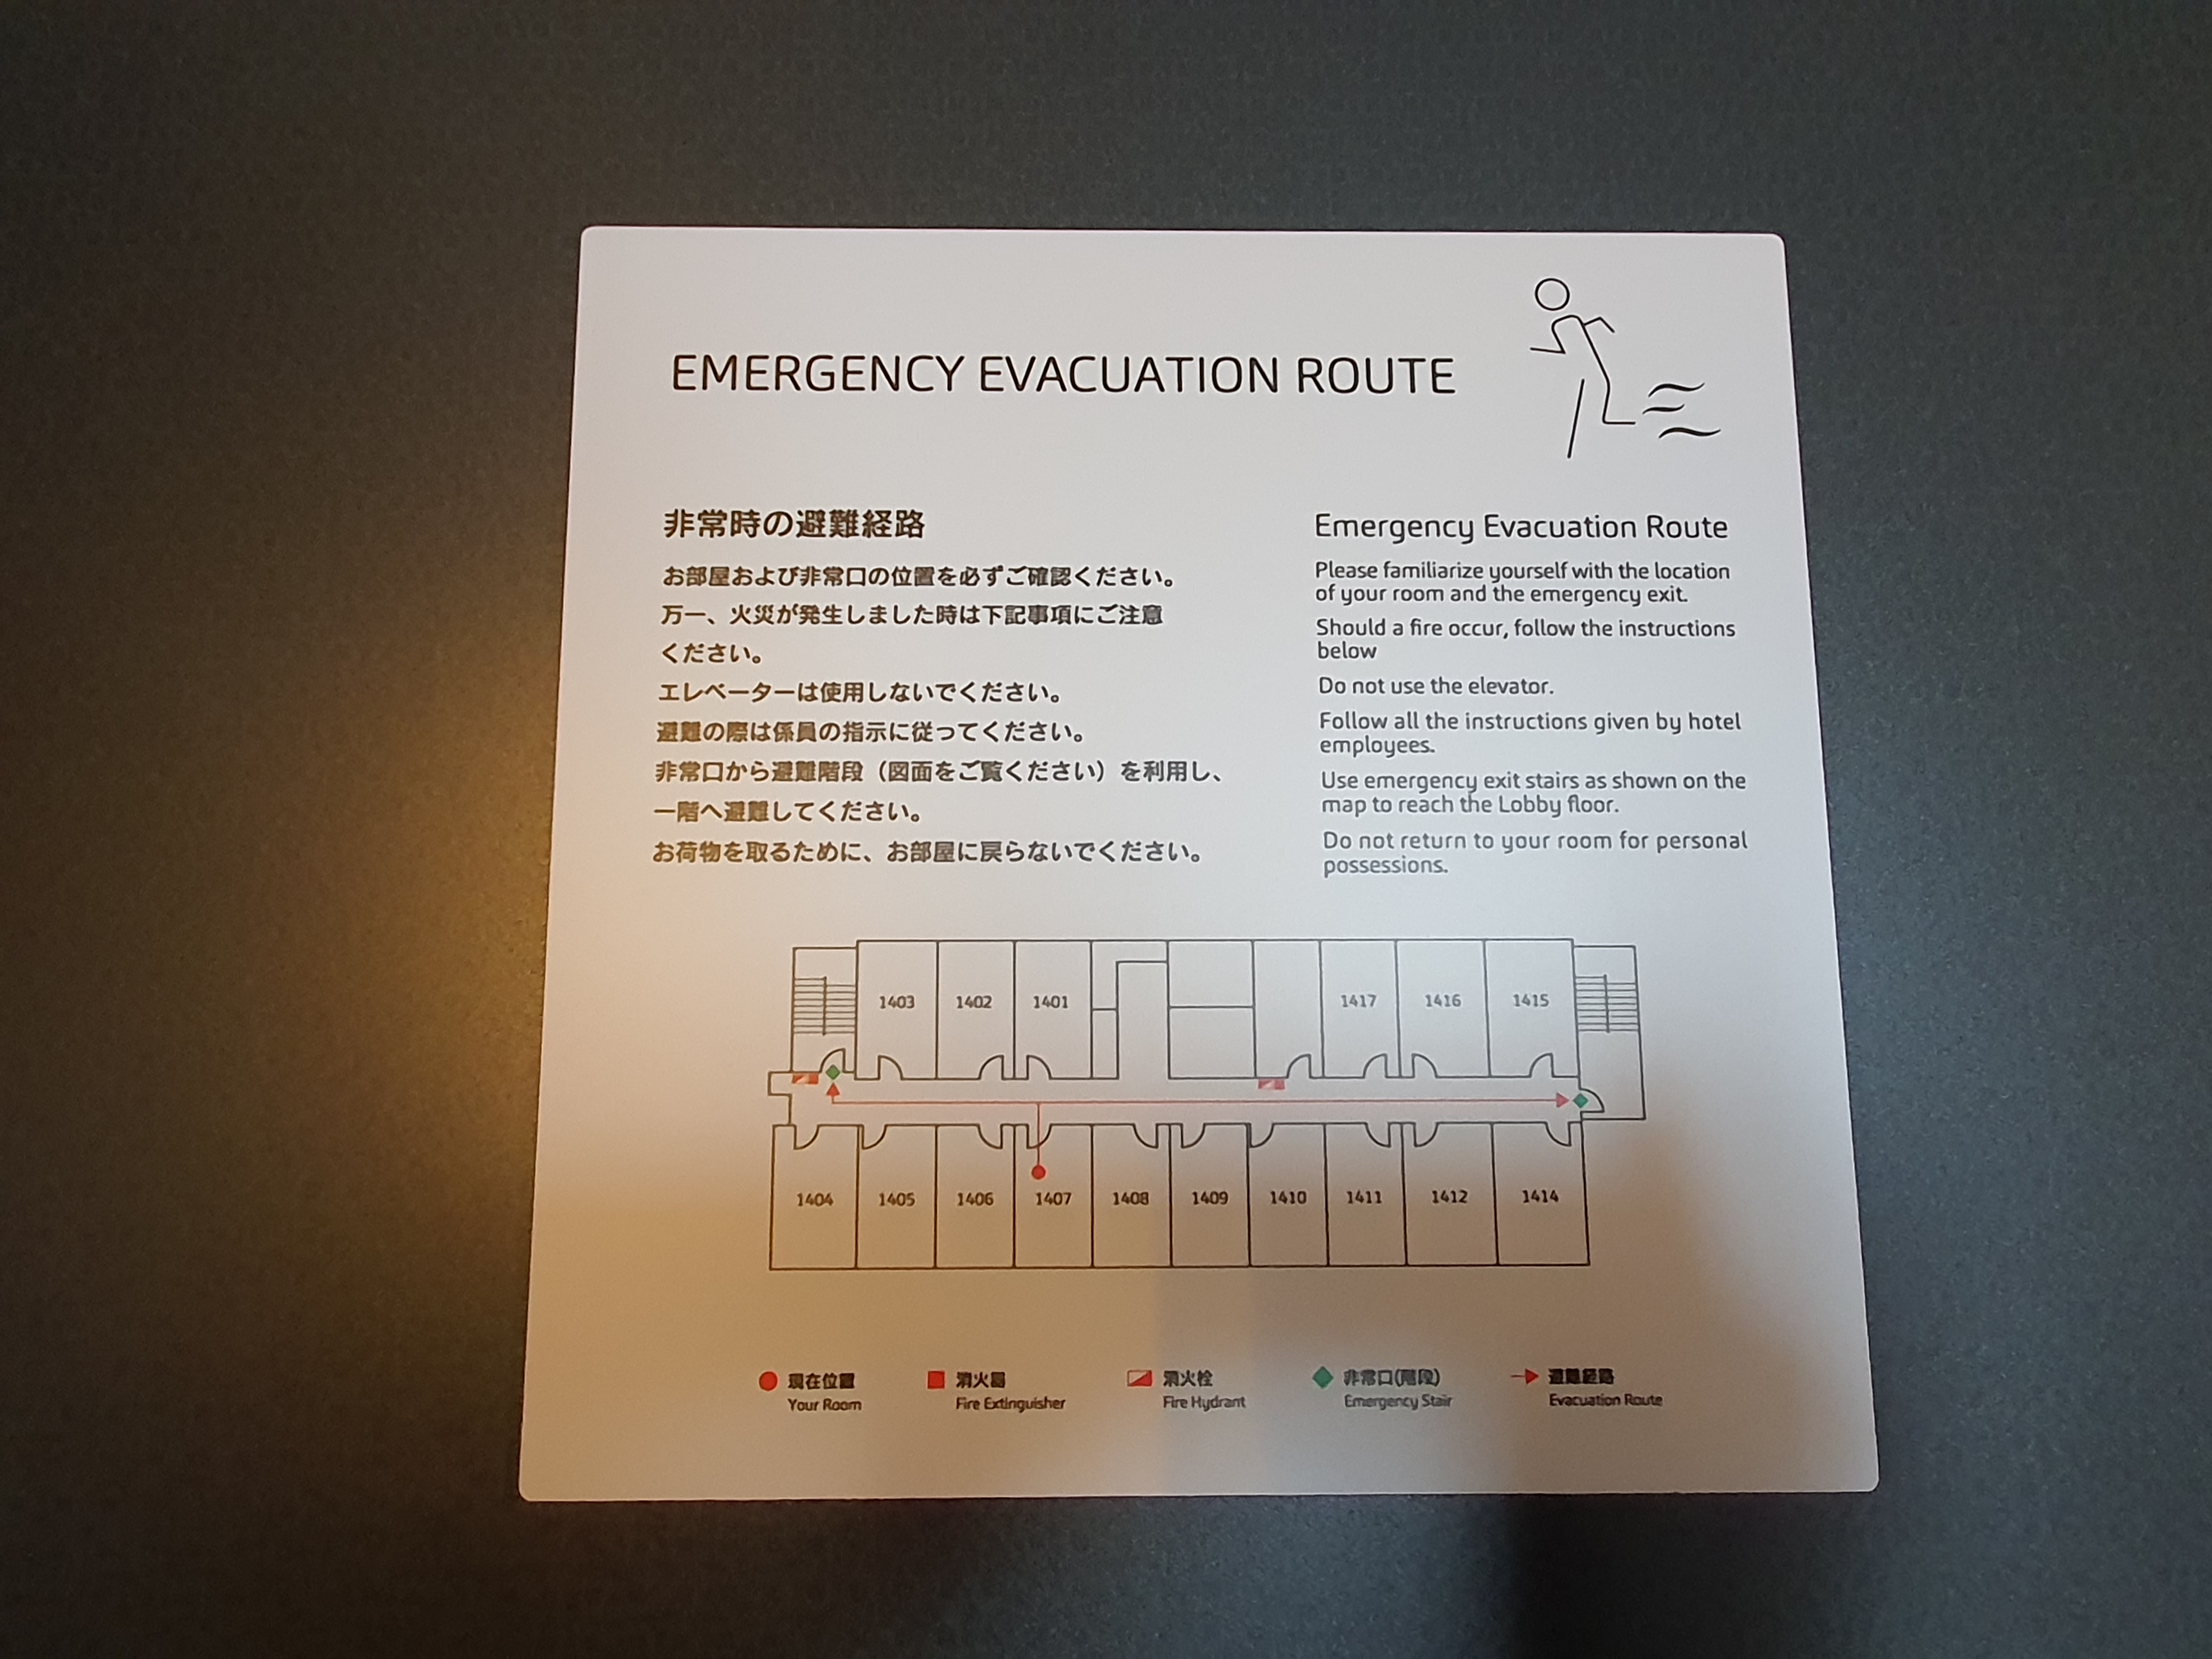 EMERGENCY EVACUATION ROUTE
非常時の避難経路
お部屋および非常口の位置を必ずご確認ください。
万一、火災が発生しました時は下記事項にご注意
ください。
エレベーターは使用しないでください。
避難の際は係員の指示に従ってください。
非常口から避難階段（図面をご覧ください）を利用し、
一階へ避難してください。
お荷物を取るために、お部屋に戻らないでください。
Emergency Evacuation Route
Please familiarize yourself with the location
of your room and the emergency exit.
Should a fire occur, follow the instructions
below
Do not use the elevator.
Follow all the instructions given by hotel
employees.
Use emergency exit stairs as shown on the
map to reach the Lobby floor.
Do not return to your room for personal
possessions.
1403 1402 1401 1417 1416 1415
1404 1405 1406 1407 1408 1409 1410 1411 1412 1414
現在位置
Your Room
消火器
Fire Extinguisher
消火栓
Fire Hydrant
非常口(階段)
Emergency Stair
避難経路
Evacuation Route